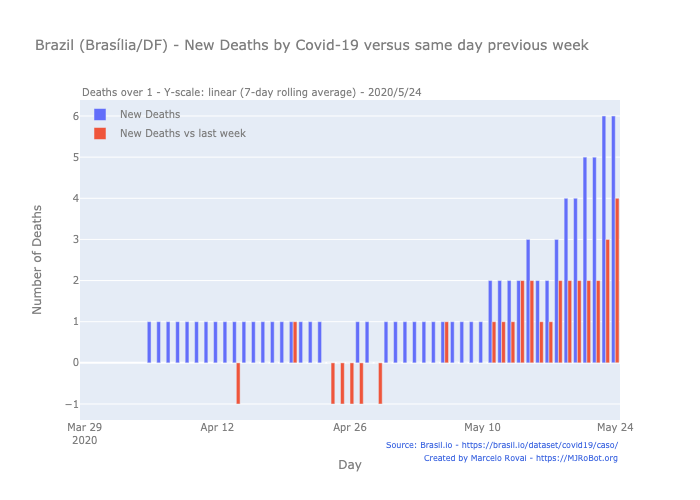 Brazil (Brasília/DF) - New Deaths by Covid-19 versus same day previous week
Deaths over 1 - Y-scale: linear (7-day rolling average) - 2020/5/24
New Deaths
New Deaths vs last week
6
5
4
3
2
1
0
−1
Number of Deaths
Mar 29
2020
Apr 12
Apr 26
May 10
May 24
Day
Source: Brasil.io - https://brasil.io/dataset/covid19/caso/
Created by Marcelo Rovai - https://MJRoBot.org